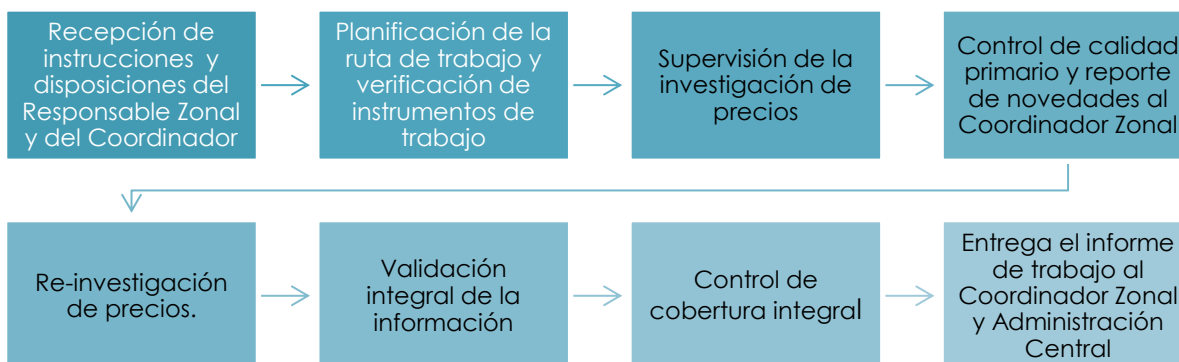 Recepción de
instrucciones y
disposiciones del
Responsable Zonal
y del Coordinador
Planificación de la
ruta de trabajo y
verificación de
instrumentos de
trabajo
Supervisión de la
investigación de
precios
Control de calidad
primario y reporte
de novedades al
Coordinador Zonal
Re-investigación
de precios.
Validación
integral de la
información
Control de
cobertura integral
Entrega el informe
de trabajo al
Coordinador Zonal
y Administración
Central